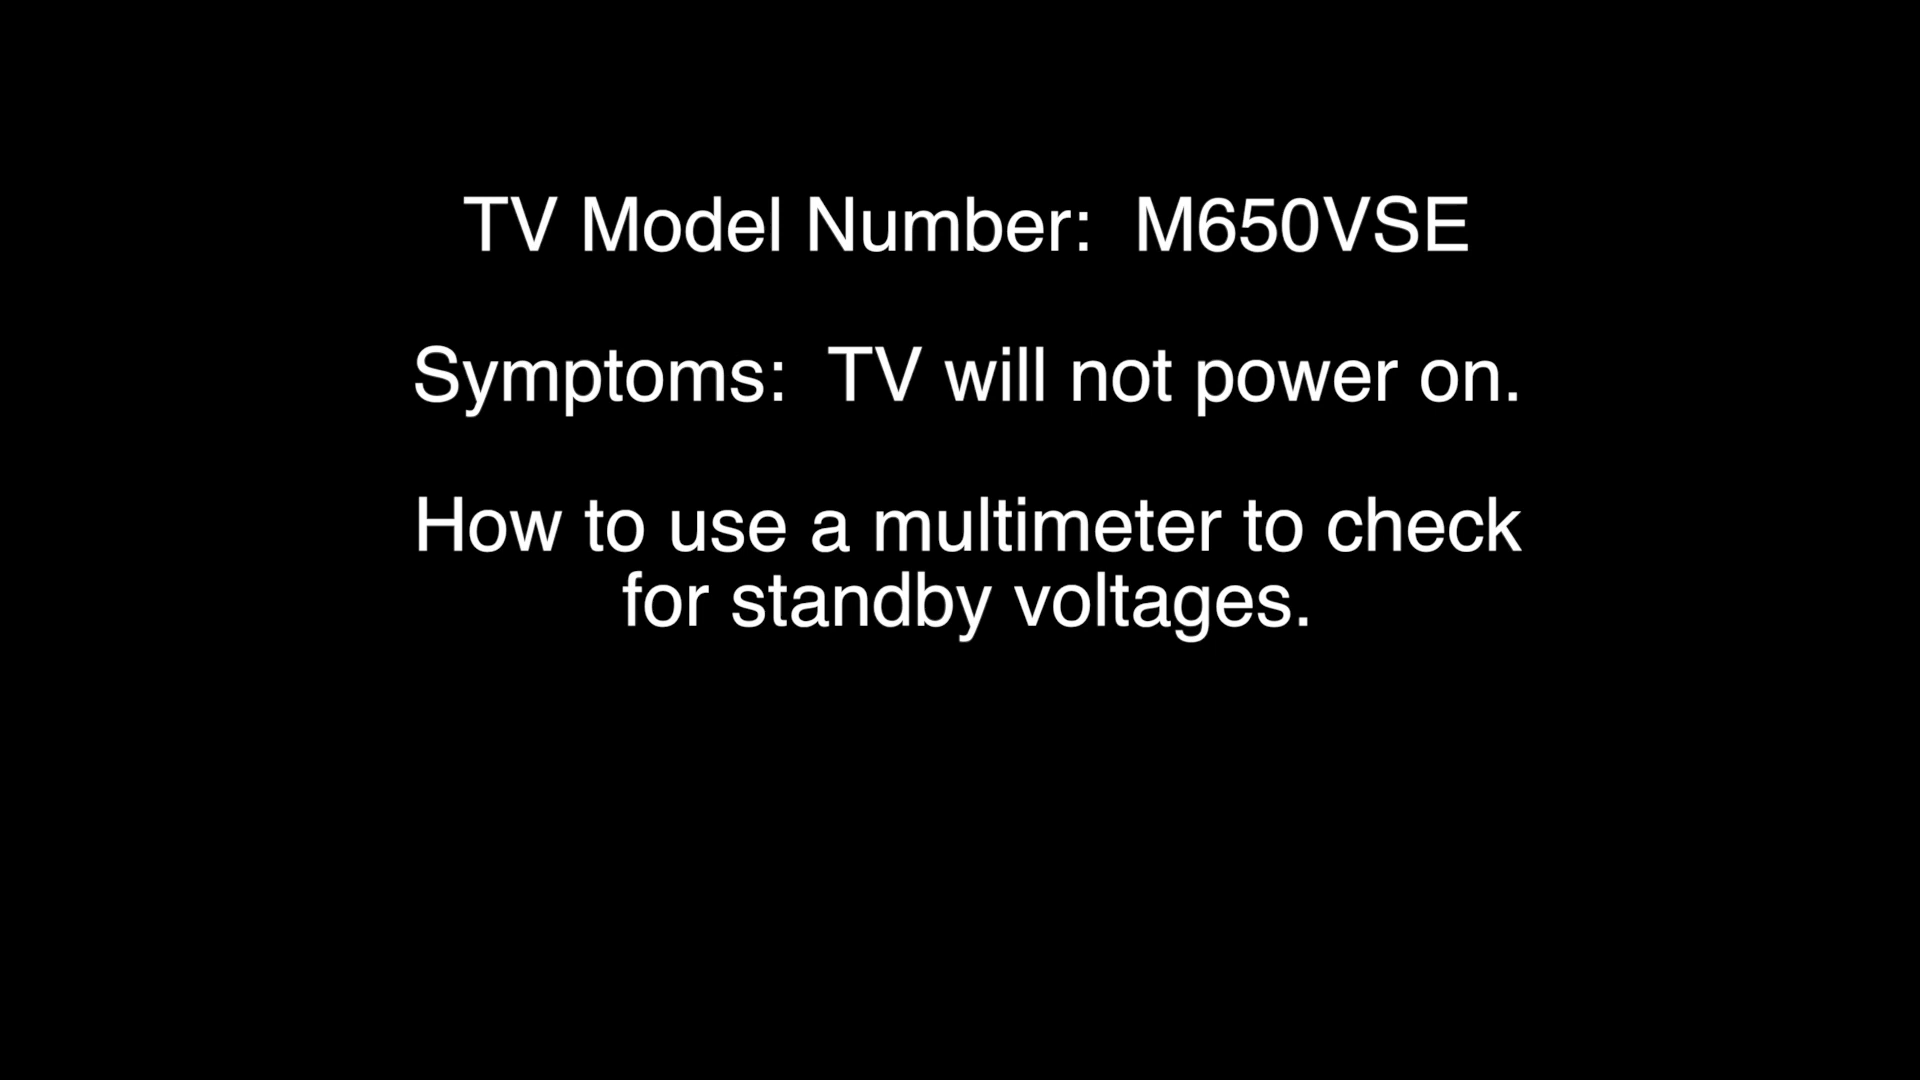 TV Model Number:  M650VSE
Symptoms:  TV will not power on.
How to use a multimeter to check
for standby voltages.